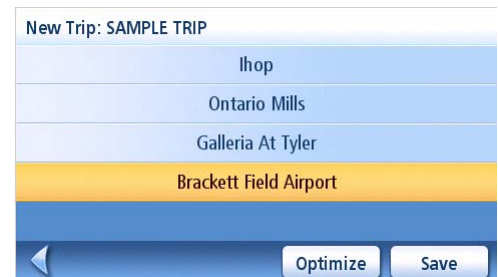 New Trip: SAMPLE TRIP
Ihop
Ontario Mills
Galleria At Tyler
Brackett Field Airport
Optimize Save